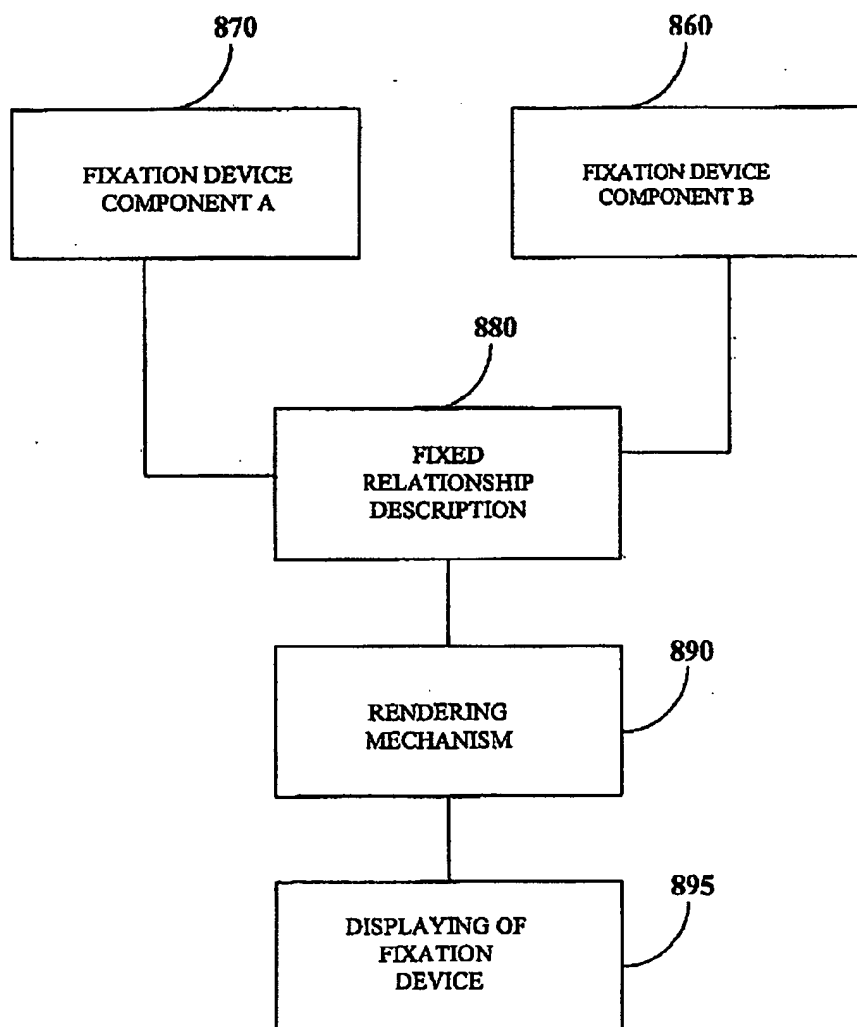 870
860
FIXATION DEVICE
COMPONENT A
FIXATION DEVICE
COMPONENT B
880
FIXED
RELATIONSHIP
DESCRIPTION
890
RENDERING
MECHANISM
895
DISPLAYING OF
FIXATION
DEVICE